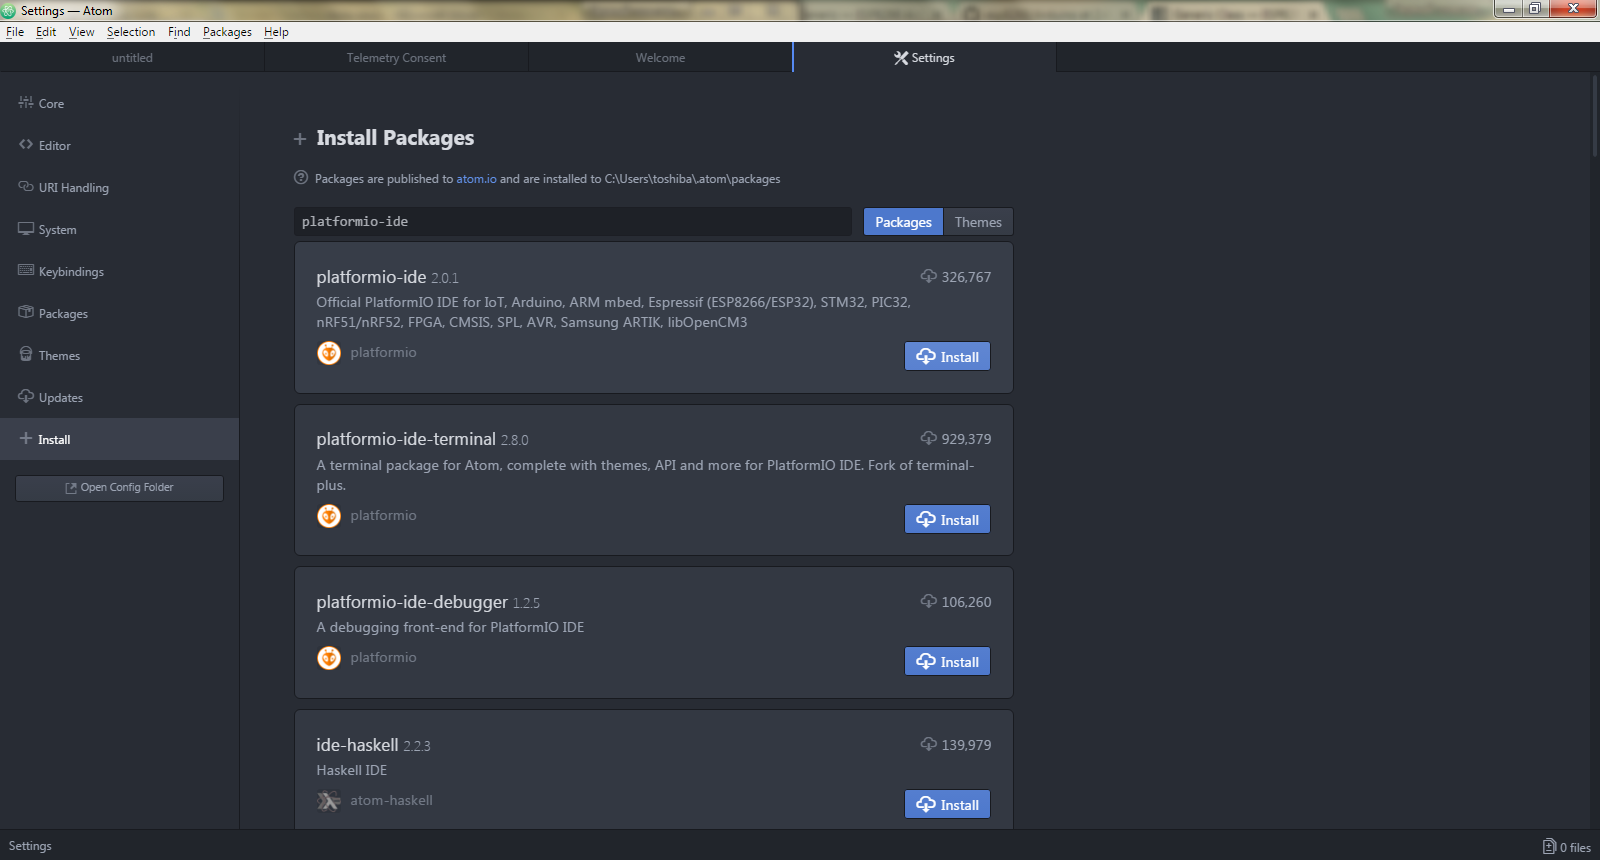 Settings — Atom
File Edit View Selection Find Packages Help
untitled Telemetry Consent Welcome Settings
Core
Editor
URI Handling
System
Keybindings
Packages
Themes
Updates
Install
Open Config Folder
Install Packages
Packages are published to atom.io and are installed to C:\Users\toshiba\.atom\packages
platformio-ide Packages Themes
platformio-ide 2.0.1 326,767
Official PlatformIO IDE for IoT, Arduino, ARM mbed, Espressif (ESP8266/ESP32), STM32, PIC32,
nRF51/nRF52, FPGA, CMSIS, SPL, AVR, Samsung ARTIK, libOpenCM3
platformio Install
platformio-ide-terminal 2.8.0 929,379
A terminal package for Atom, complete with themes, API and more for PlatformIO IDE. Fork of terminal-
plus.
platformio Install
platformio-ide-debugger 1.2.5 106,260
A debugging front-end for PlatformIO IDE
platformio Install
ide-haskell 2.2.3 139,979
Haskell IDE
atom-haskell Install
Settings 0 files